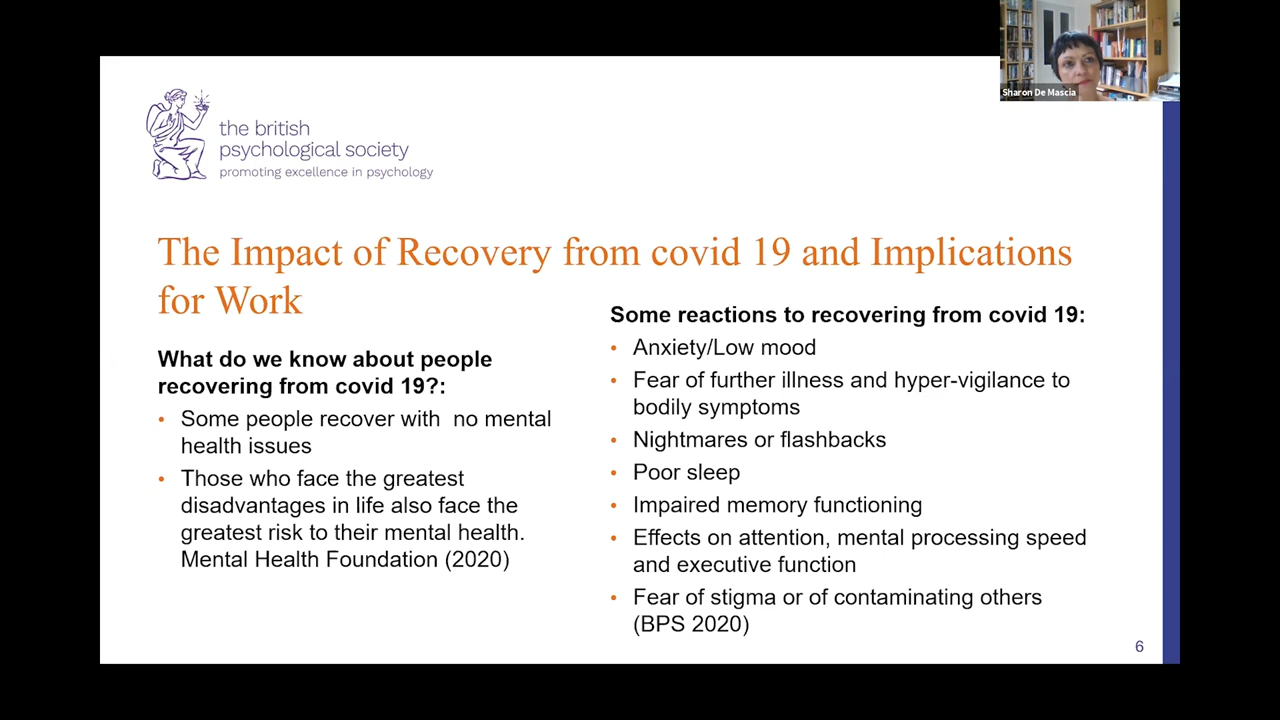 Sharon De Mascia
the british
psychological society
promoting excellence in psychology
The Impact of Recovery from covid 19 and Implications
for Work
What do we know about people
recovering from covid 19?:
• Some people recover with  no mental
health issues
• Those who face the greatest
disadvantages in life also face the
greatest risk to their mental health.
Mental Health Foundation (2020)
Some reactions to recovering from covid 19:
• Anxiety/Low mood
• Fear of further illness and hyper-vigilance to
bodily symptoms
• Nightmares or flashbacks
• Poor sleep
• Impaired memory functioning
• Effects on attention, mental processing speed
and executive function
• Fear of stigma or of contaminating others
(BPS 2020)
6